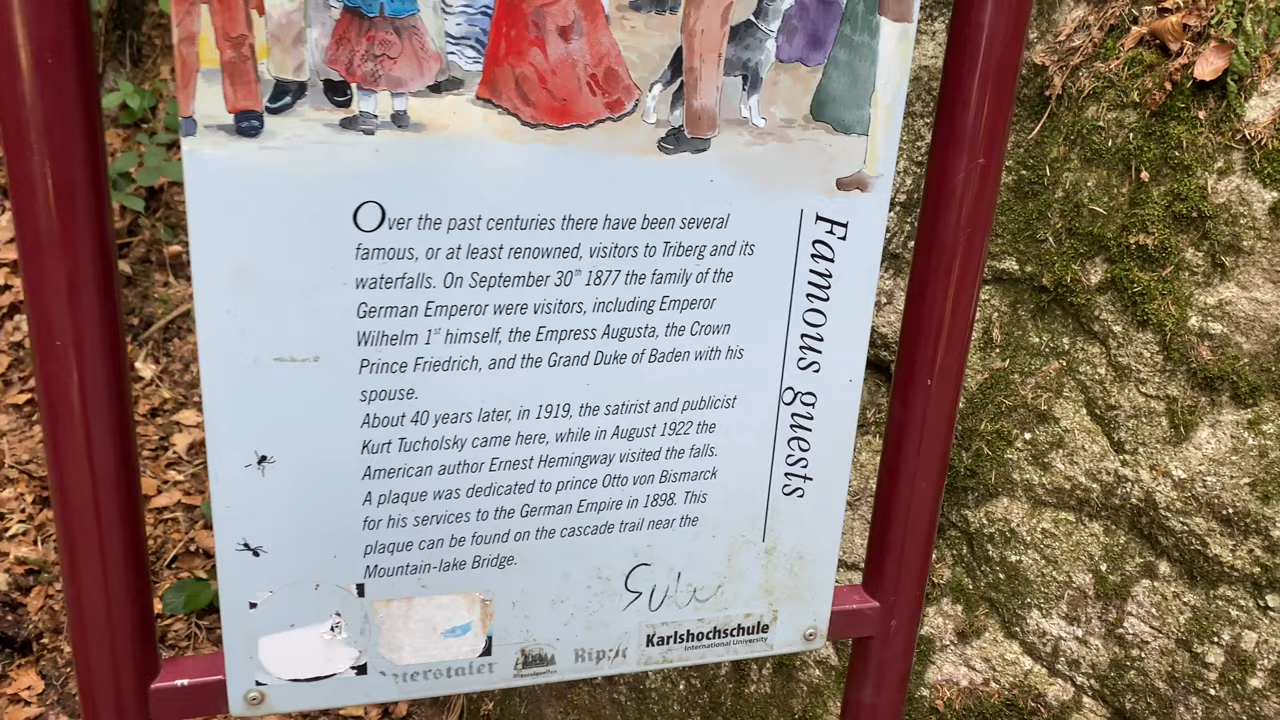 Over the past centuries there have been several
famous, or at least renowned, visitors to Triberg and its
waterfalls. On September 30th 1877 the family of the
German Emperor were visitors, including Emperor
Wilhelm 1st himself, the Empress Augusta, the Crown
Prince Friedrich, and the Grand Duke of Baden with his
spouse.
About 40 years later, in 1919, the satirist and publicist
Kurt Tucholsky came here, while in August 1922 the
American author Ernest Hemingway visited the falls.
A plaque was dedicated to prince Otto von Bismarck
for his services to the German Empire in 1898. This
plaque can be found on the cascade trail near the
Mountain-lake Bridge.
Famous guests
Karlshochschule
International University